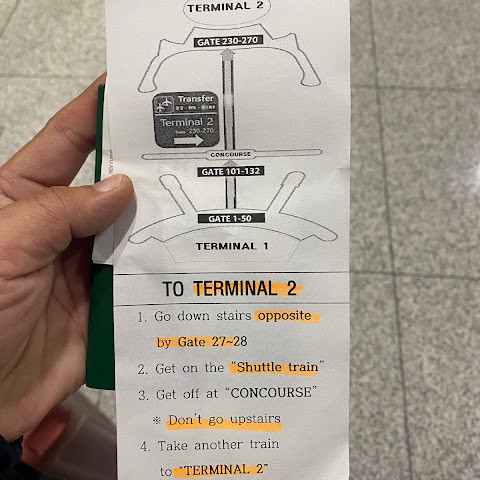 TERMINAL 2
GATE 230-270
Transfer
Terminal 2
Gates 230-270
CONCOURSE
GATE 101-132
GATE 1-50
TERMINAL 1
TO TERMINAL 2
1. Go down stairs opposite
by Gate 27~28
2. Get on the "Shuttle train"
3. Get off at "CONCOURSE"
※ Don't go upstairs
4. Take another train
to "TERMINAL 2"